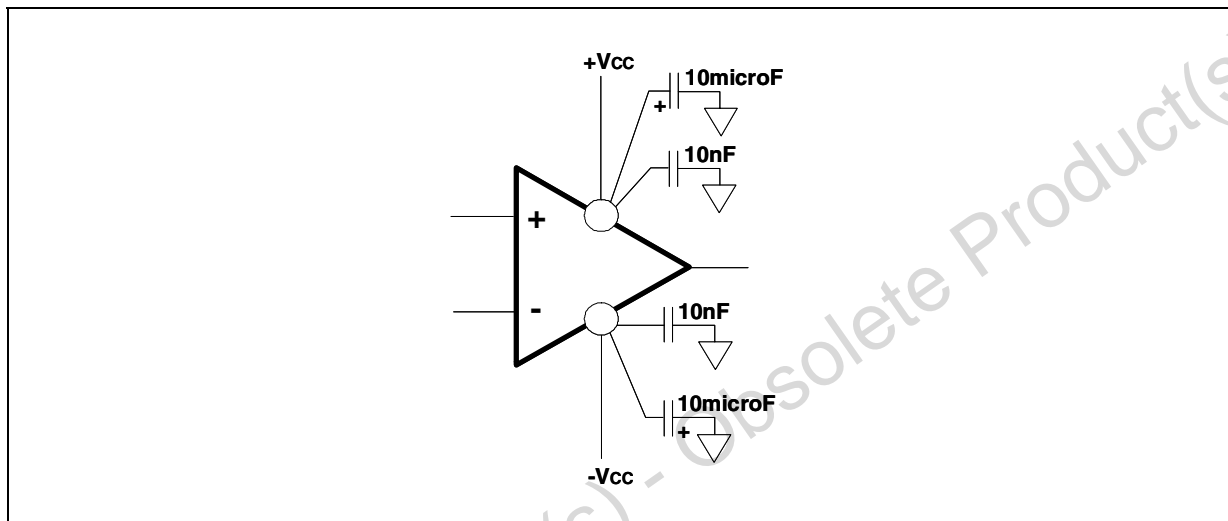 +Vcc
10microF
+
10nF
+
-
10nF
10microF
+
-Vcc
(s) - Obsolete Product(s